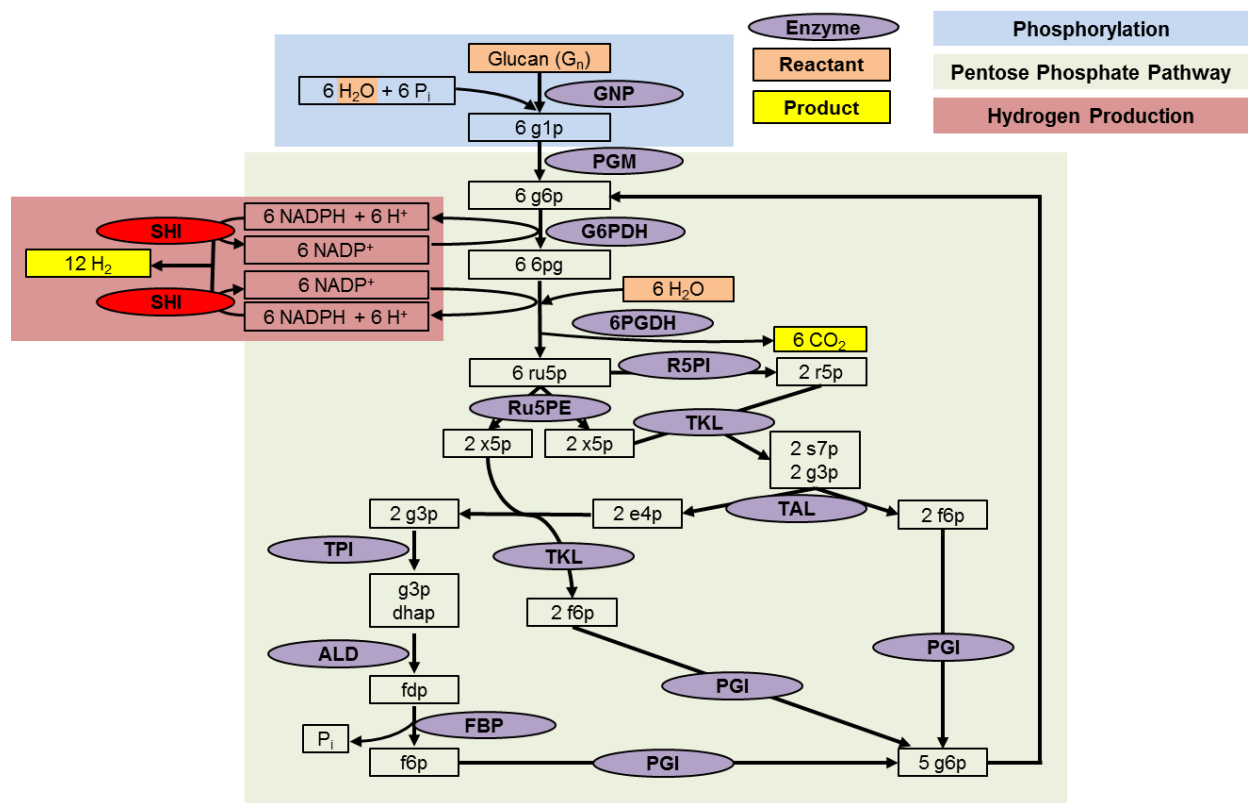 Enzyme
Phosphorylation
Reactant
Pentose Phosphate Pathway
Product
Hydrogen Production
Glucan (Gₙ)
6 H₂O + 6 Pᵢ
GNP
6 g1p
PGM
6 g6p
6 NADPH + 6 H⁺
SHI
G6PDH
6 NADP⁺
12 H₂
6 6pg
6 NADP⁺
6 H₂O
SHI
6 NADPH + 6 H⁺
6PGDH
6 CO₂
6 ru5p
R5PI
2 r5p
Ru5PE
TKL
2 x5p
2 x5p
2 s7p
2 g3p
TAL
2 g3p
2 e4p
2 f6p
TPI
TKL
g3p
dhap
2 f6p
PGI
ALD
PGI
fdp
FBP
Pᵢ
f6p
PGI
5 g6p